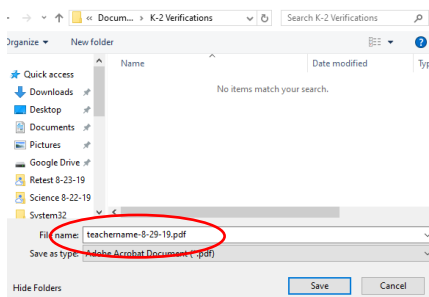 « Docum... › K-2 Verifications
Search K-2 Verifications
Organize
New folder
Name
Date modified
Typ
Quick access
Downloads
Desktop
Documents
Pictures
Google Drive
Retest 8-23-19
Science 8-22-19
System32
No items match your search.
File name:
teachername-8-29-19.pdf
Save as type:
Adobe Acrobat Document (*.pdf)
Hide Folders
Save
Cancel